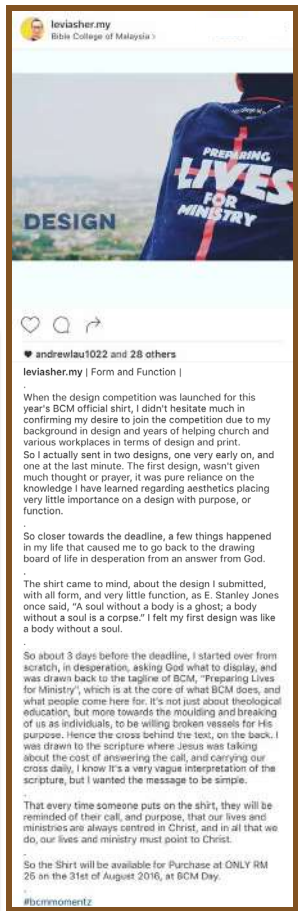 leviasher.my
Bible College of Malaysia >
PREPARING
LIVES
FOR
MINISTRY
DESIGN
andrewlau1022 and 28 others
leviasher.my | Form and Function |
.
When the design competition was launched for this
year's BCM official shirt, I didn't hesitate much in
confirming my desire to join the competition due to my
background in design and years of helping church and
various workplaces in terms of design and print.
So I actually sent in two designs, one very early on, and
one at the last minute. The first design, wasn't given
much thought or prayer, it was pure reliance on the
knowledge I have learned regarding aesthetics placing
very little importance on a design with purpose, or
function.
.
So closer towards the deadline, a few things happened
in my life that caused me to go back to the drawing
board of life in desperation from an answer from God.
.
The shirt came to mind, about the design I submitted,
with all form, and very little function, as E. Stanley Jones
once said, “A soul without a body is a ghost; a body
without a soul is a corpse.” I felt my first design was like
a body without a soul.
.
So about 3 days before the deadline, I started over from
scratch, in desperation, asking God what to display, and
was drawn back to the tagline of BCM, “Preparing Lives
for Ministry”, which is at the core of what BCM does, and
what people come here for. It's not just about theological
education, but more towards the moulding and breaking
of us as individuals, to be willing broken vessels for His
purpose. Hence the cross behind the text, on the back. I
was drawn to the scripture where Jesus was talking
about the cost of answering the call, and carrying our
cross daily, I know it's a very vague interpretation of the
scripture, but I wanted the message to be simple.
.
That every time someone puts on the shirt, they will be
reminded of their call, and purpose, that our lives and
ministries are always centred in Christ, and in all that we
do, our lives and ministry must point to Christ.
.
So the Shirt will be available for Purchase at ONLY RM
25 on the 31st of August 2016, at BCM Day.
.
#bcmmomentz